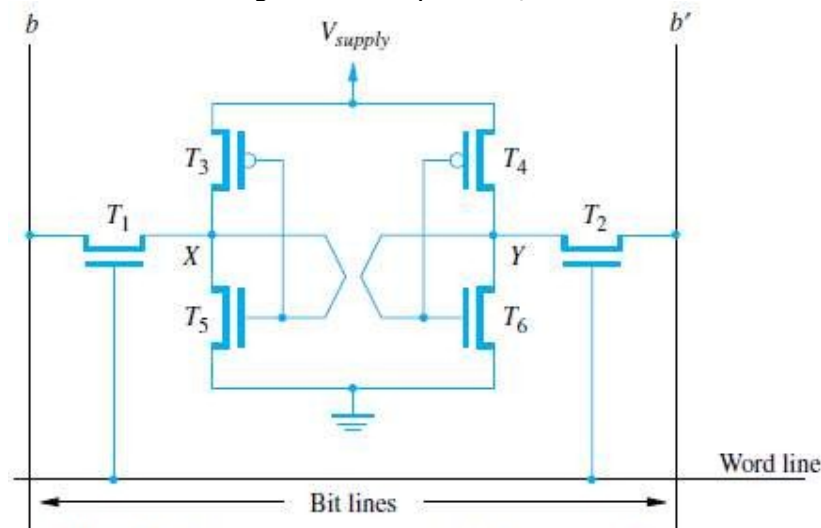 b
b′
V_supply
T_3
T_4
T_1
T_2
X
Y
T_5
T_6
Word line
Bit lines